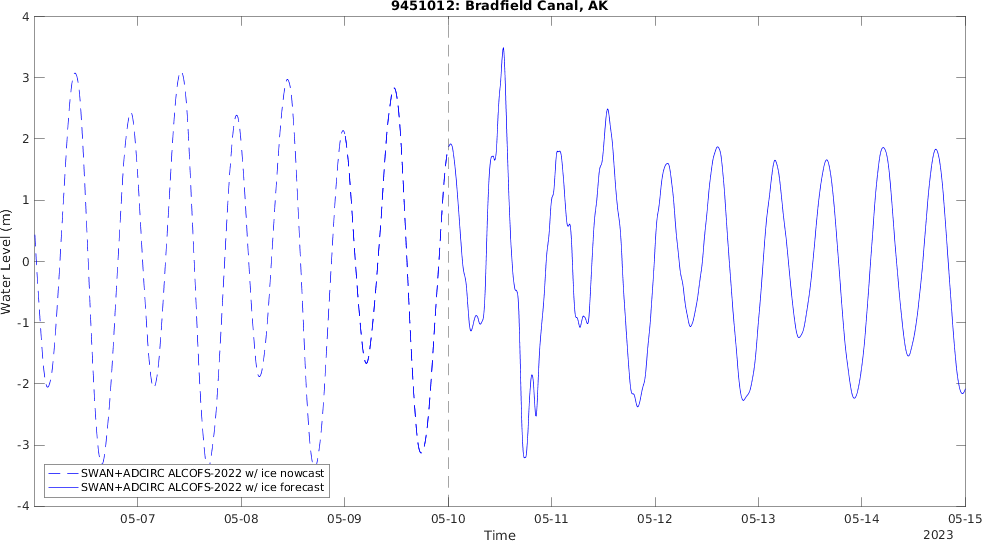 9451012: Bradfield Canal, AK
4
3
2
1
0
-1
-2
-3
-4
Water Level (m)
SWAN+ADCIRC ALCOFS-2022 w/ ice nowcast
SWAN+ADCIRC ALCOFS-2022 w/ ice forecast
05-07 05-08 05-09 05-10 05-11 05-12 05-13 05-14 05-15
Time
2023